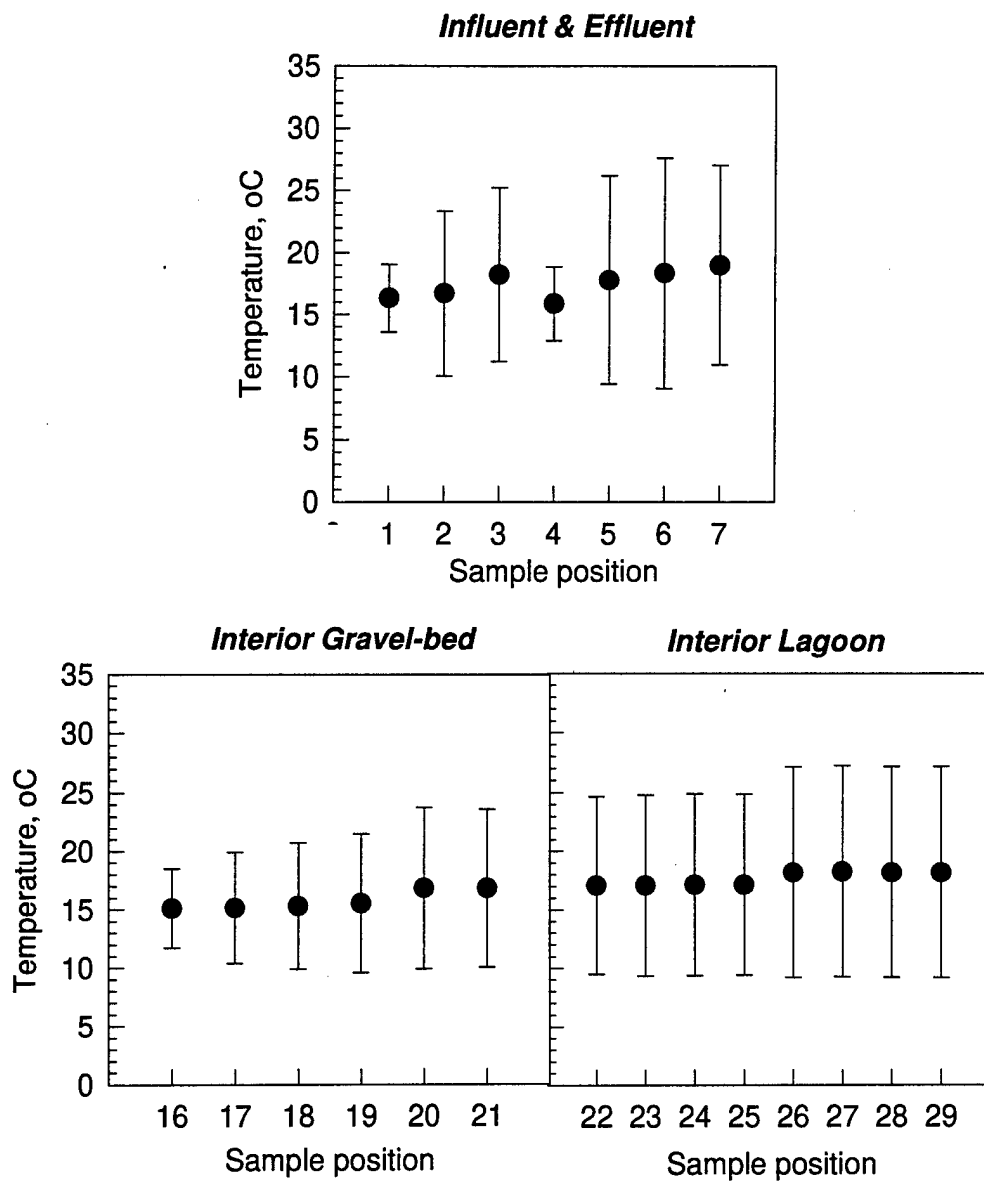 Influent & Effluent
35
30
25
20
15
10
5
0
Temperature, oC
1 2 3 4 5 6 7
Sample position
Interior Gravel-bed
Interior Lagoon
35
30
25
20
15
10
5
0
Temperature, oC
16 17 18 19 20 21
22 23 24 25 26 27 28 29
Sample position
Sample position